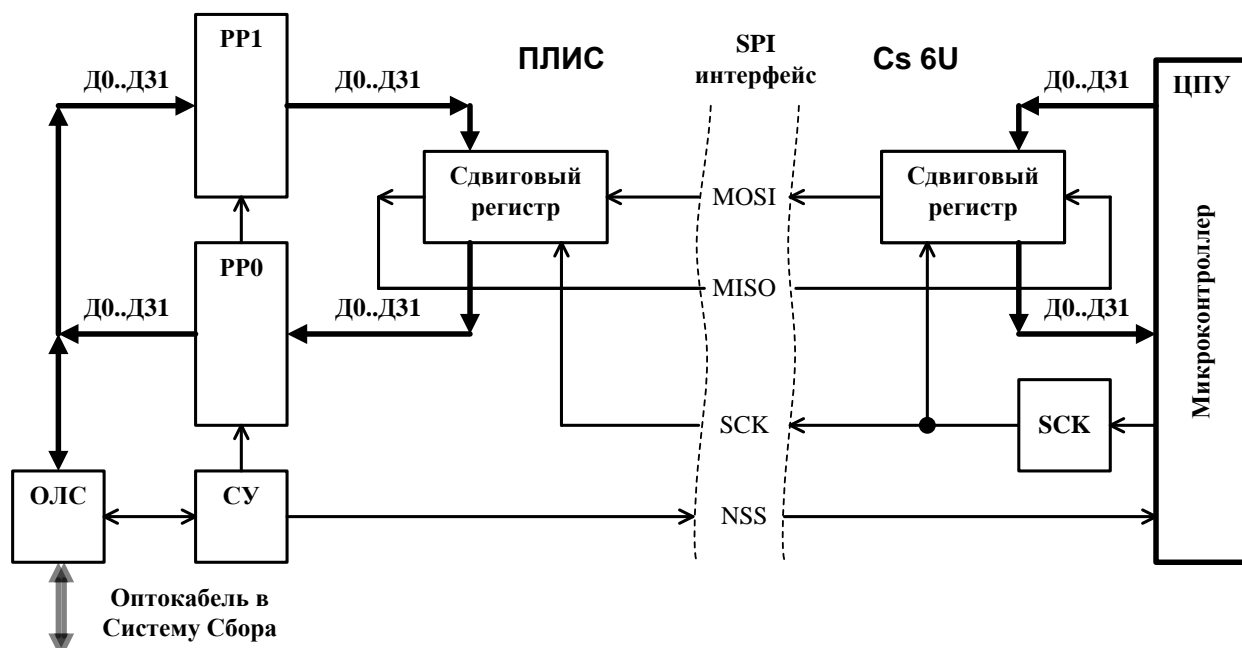 РР1
ПЛИС
SPI
интерфейс
Cs 6U
Д0..Д31
Д0..Д31
Д0..Д31
ЦПУ
Сдвиговый
регистр
MOSI
Сдвиговый
регистр
РР0
MISO
Д0..Д31
Д0..Д31
Д0..Д31
Микроконтроллер
SCK
SCK
ОЛС
СУ
NSS
Оптокабель в
Систему Сбора